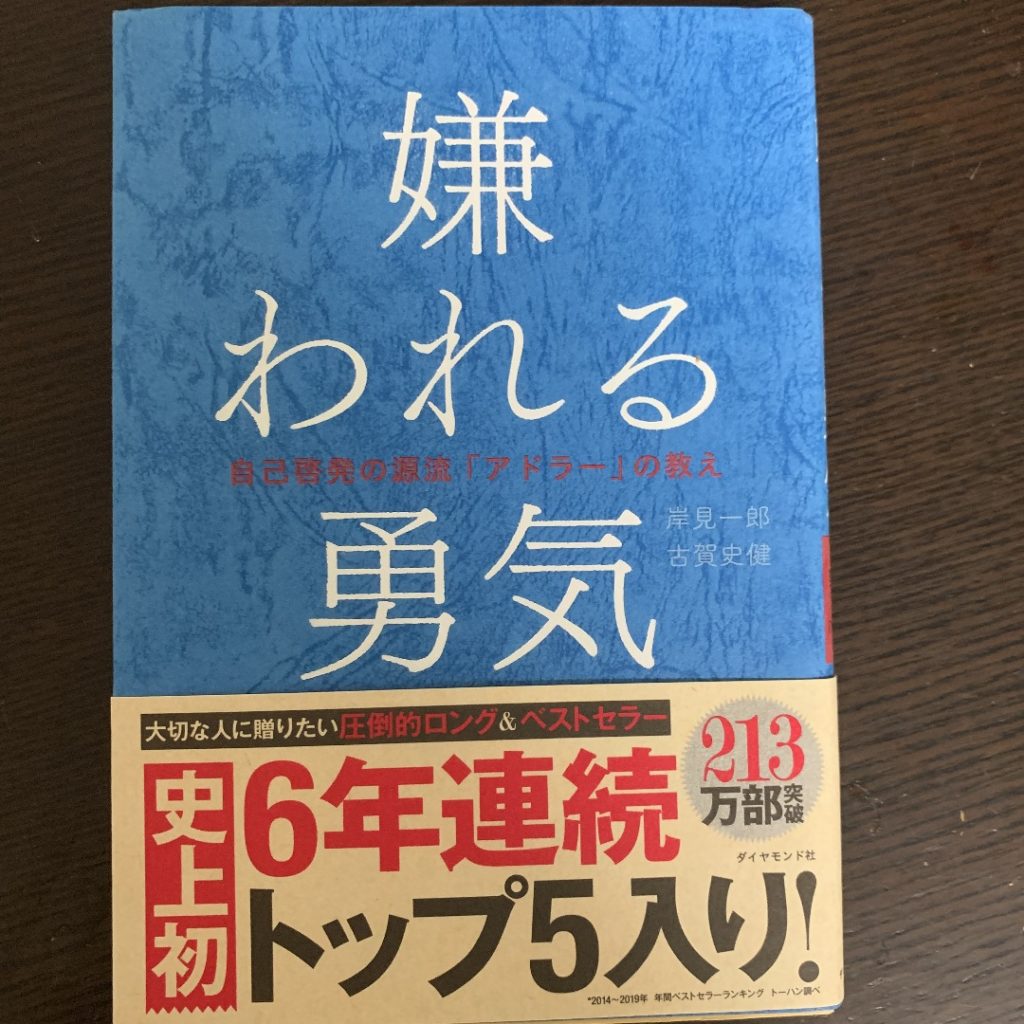 嫌
われる
自己啓発の源流「アドラー」の教え
勇気
岸見一郎
古賀史健
大切な人に贈りたい圧倒的ロング&ベストセラー
213
万部突破
史上初
6年連続
トップ5入り!
ダイヤモンド社
*2014〜2019年 年間ベストセラーランキング トーハン調べ